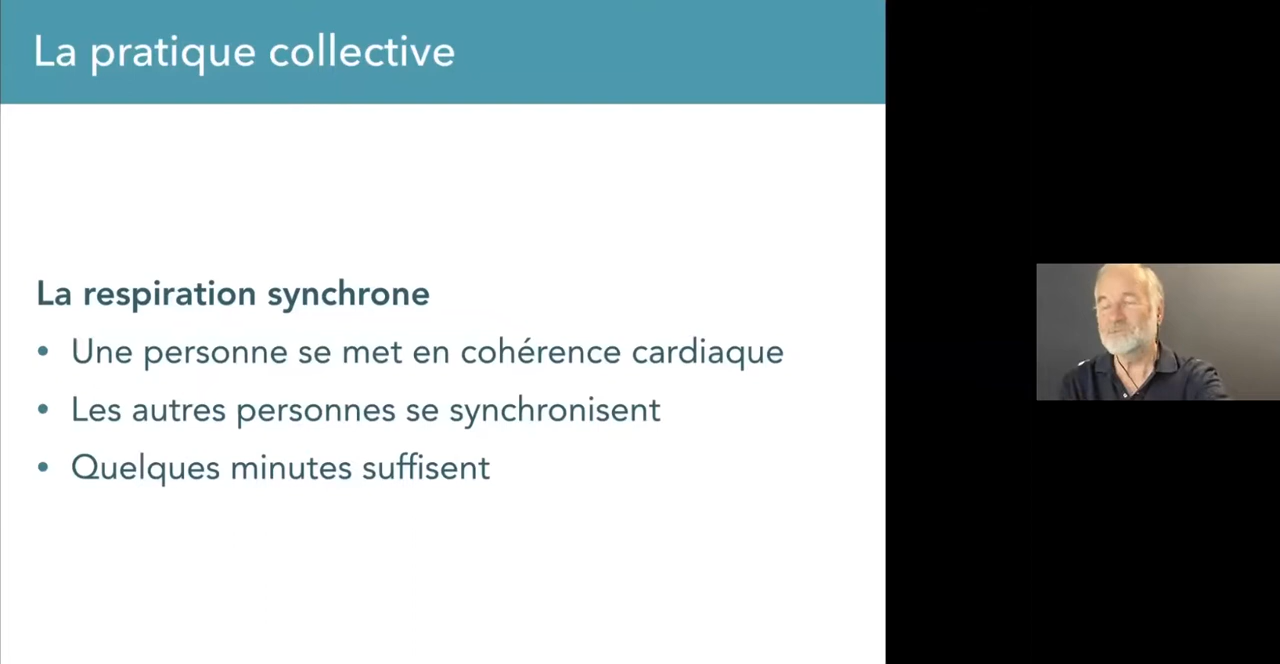 La pratique collective
La respiration synchrone
• Une personne se met en cohérence cardiaque
• Les autres personnes se synchronisent
• Quelques minutes suffisent